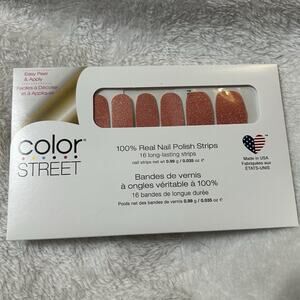 Easy Peel
& Apply
Faciles à Décoller
et à Appliquer
color
STREET
100% Real Nail Polish Strips
16 long-lasting strips
nail strips net wt 0.99 g / 0.035 oz ℮
Bandes de vernis
à ongles véritable à 100%
16 bandes de longue durée
Poids net des bandes de vernis 0.99 g / 0.035 oz ℮
Made in USA
Fabriquées aux
ÉTATS-UNIS